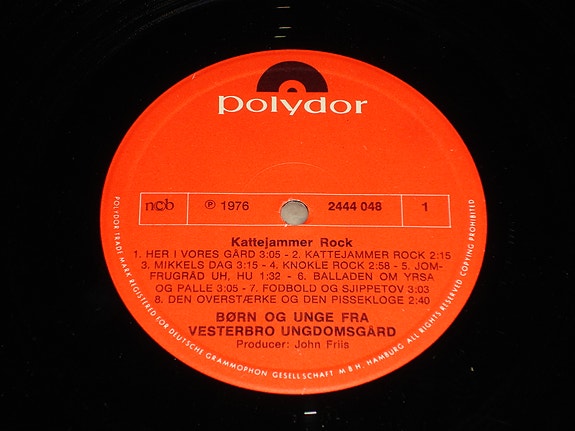 polydor
ncb
℗ 1976
2444 048
1
Kattejammer Rock
1. HER I VORES GÅRD 3:05 - 2. KATTEJAMMER ROCK 2:15
3. MIKKELS DAG 3:15 - 4. KNOKLE ROCK 2:58 - 5. JOM-
FRUGRÅD UH, HU 1:32 - 6. BALLADEN OM YRSA
OG PALLE 3:05 - 7. FODBOLD OG SJIPPETOV 3:03
8. DEN OVERSTÆRKE OG DEN PISSEKLOGE 2:40
BØRN OG UNGE FRA
VESTERBRO UNGDOMSGÅRD
Producer: John Friis
POLYDOR TRADE MARK REGISTERED FOR DEUTSCHE GRAMMOPHON GESELLSCHAFT M.B.H. HAMBURG ALL RIGHTS RESERVED COPYING PROHIBITED